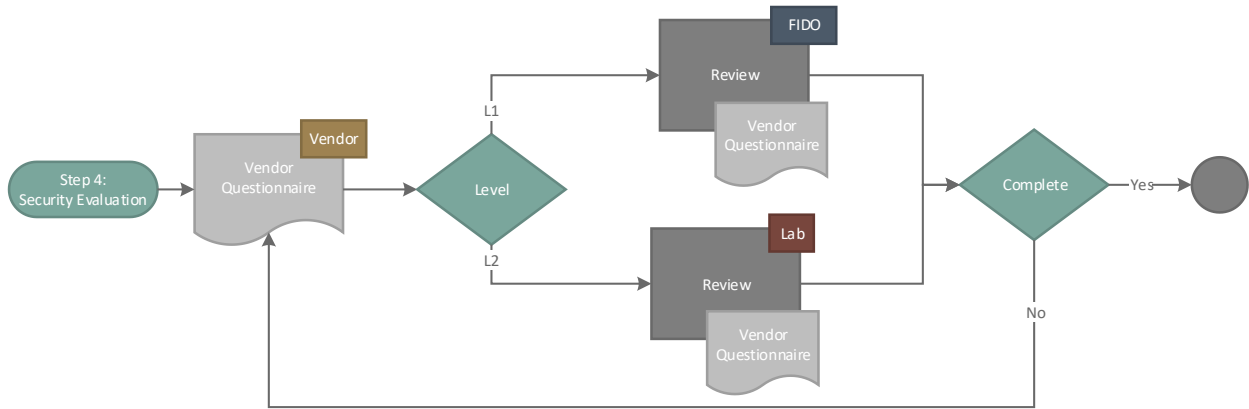 Step 4:
Security Evaluation
Vendor
Vendor
Questionnaire
Level
L1
FIDO
Review
Vendor
Questionnaire
L2
Lab
Review
Vendor
Questionnaire
Complete
Yes
No